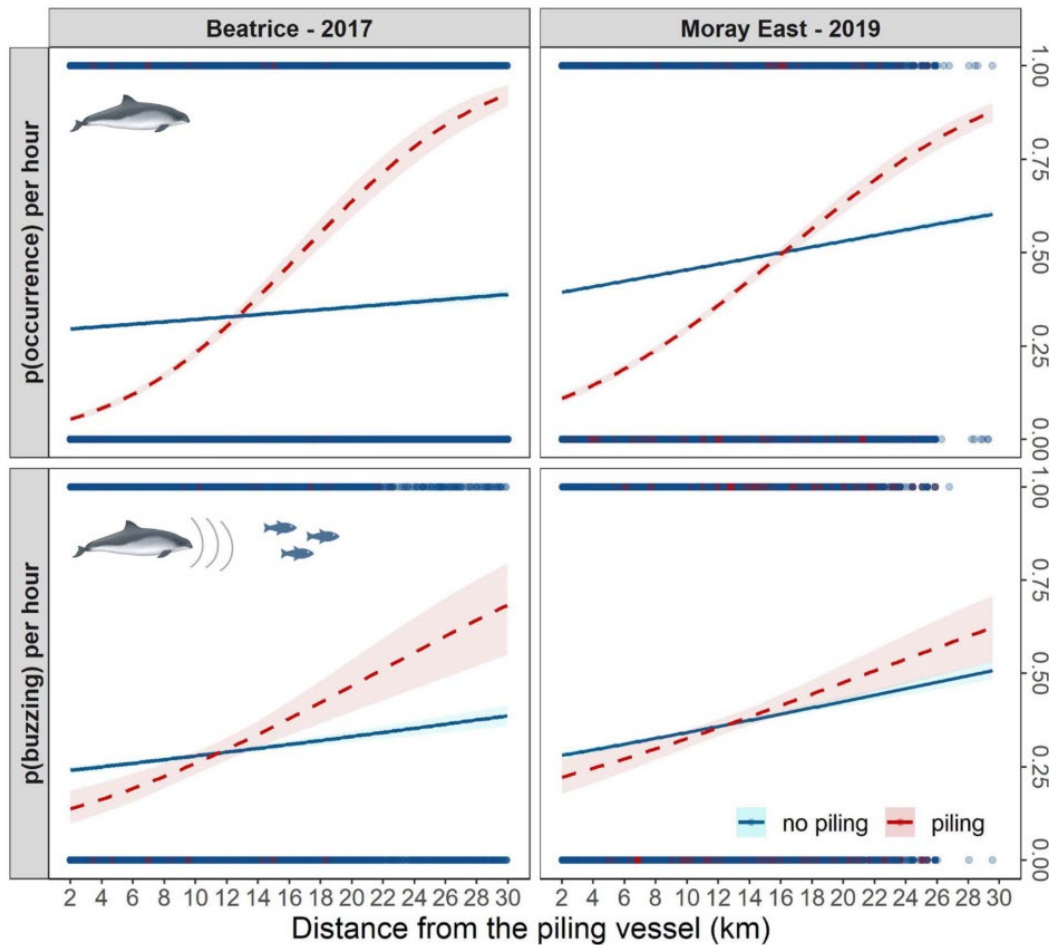 Beatrice - 2017
Moray East - 2019
p(occurrence) per hour
1.00
0.75
0.50
0.25
0.00
p(buzzing) per hour
1.00
0.75
0.50
0.25
0.00
no piling piling
2 4 6 8 10 12 14 16 18 20 22 24 26 28 30
2 4 6 8 10 12 14 16 18 20 22 24 26 28 30
Distance from the piling vessel (km)